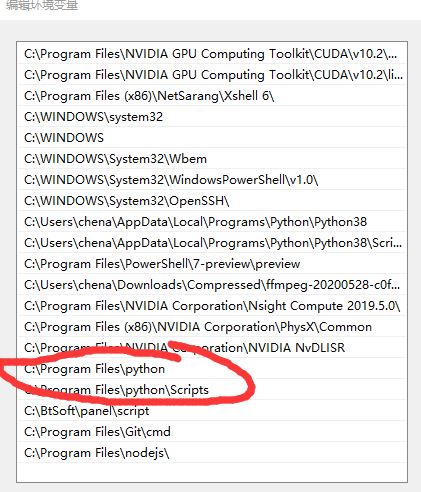 编辑环境变量
C:\Program Files\NVIDIA GPU Computing Toolkit\CUDA\v10.2\...
C:\Program Files\NVIDIA GPU Computing Toolkit\CUDA\v10.2\li...
C:\Program Files (x86)\NetSarang\Xshell 6\
C:\WINDOWS\system32
C:\WINDOWS
C:\WINDOWS\System32\Wbem
C:\WINDOWS\System32\WindowsPowerShell\v1.0\
C:\WINDOWS\System32\OpenSSH\
C:\Users\chena\AppData\Local\Programs\Python\Python38
C:\Users\chena\AppData\Local\Programs\Python\Python38\Scri...
C:\Program Files\PowerShell\7-preview\preview
C:\Users\chena\Downloads\Compressed\ffmpeg-20200528-c0f...
C:\Program Files\NVIDIA Corporation\Nsight Compute 2019.5.0\
C:\Program Files (x86)\NVIDIA Corporation\PhysX\Common
C:\Program Files\NVIDIA Corporation\NVIDIA NvDLISR
C:\Program Files\python
C:\Program Files\python\Scripts
C:\BtSoft\panel\script
C:\Program Files\Git\cmd
C:\Program Files\nodejs\